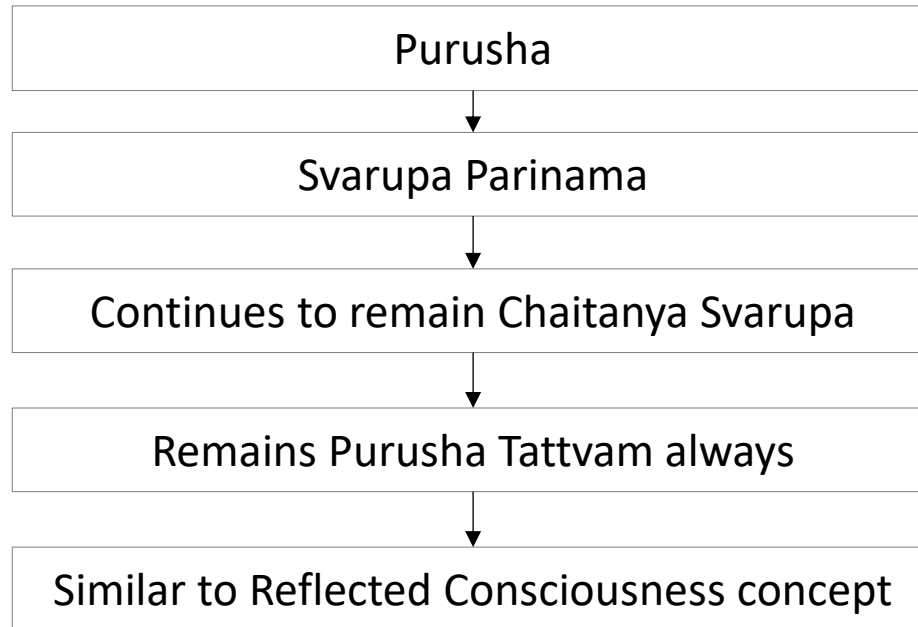 Purusha
Svarupa Parinama
Continues to remain Chaitanya Svarupa
Remains Purusha Tattvam always
Similar to Reflected Consciousness concept